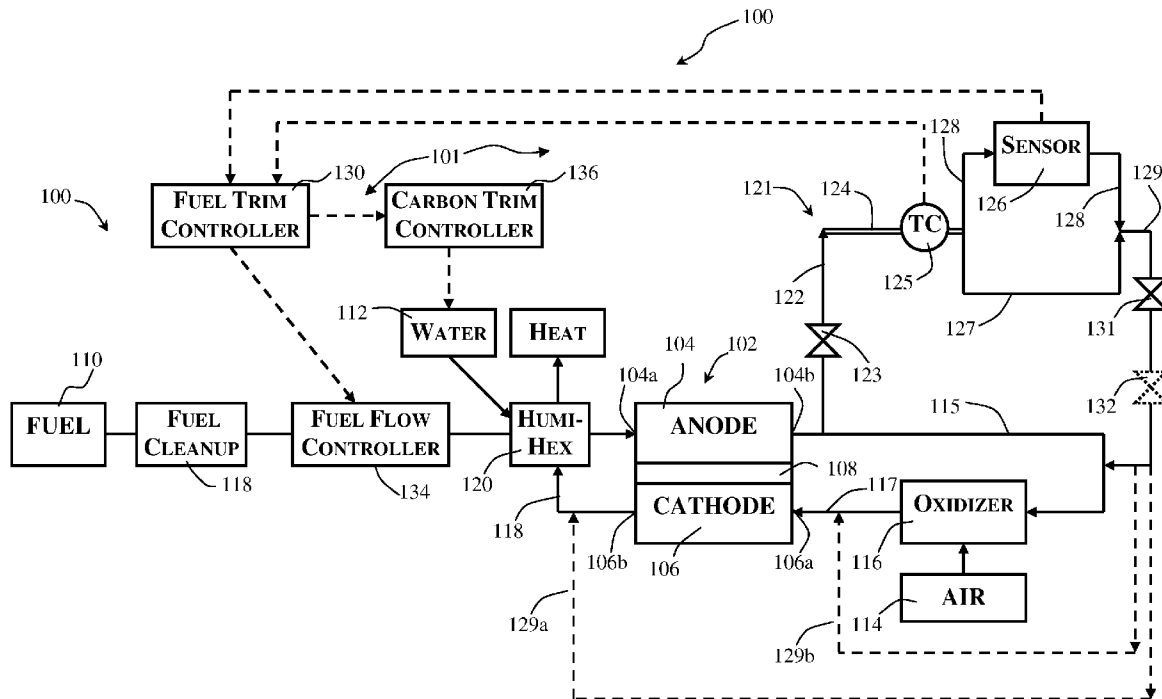 100
128
SENSOR
126
101
121
124
TC
125
128
129
130
136
100
FUEL TRIM
CONTROLLER
CARBON TRIM
CONTROLLER
122
127
131
112
WATER
HEAT
123
132
110
104a
104
102
104b
115
FUEL
FUEL
CLEANUP
118
FUEL FLOW
CONTROLLER
134
HUMI-
HEX
120
ANODE
108
118
CATHODE
117
OXIDIZER
116
106b
106
106a
114
AIR
129a
129b